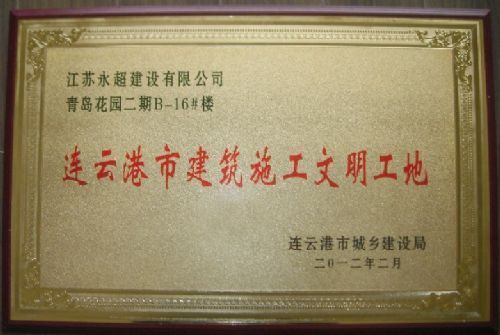 江苏永超建设有限公司
青岛花园二期B-16#楼
连云港市建筑施工文明工地
连云港市城乡建设局
二0一二年二月